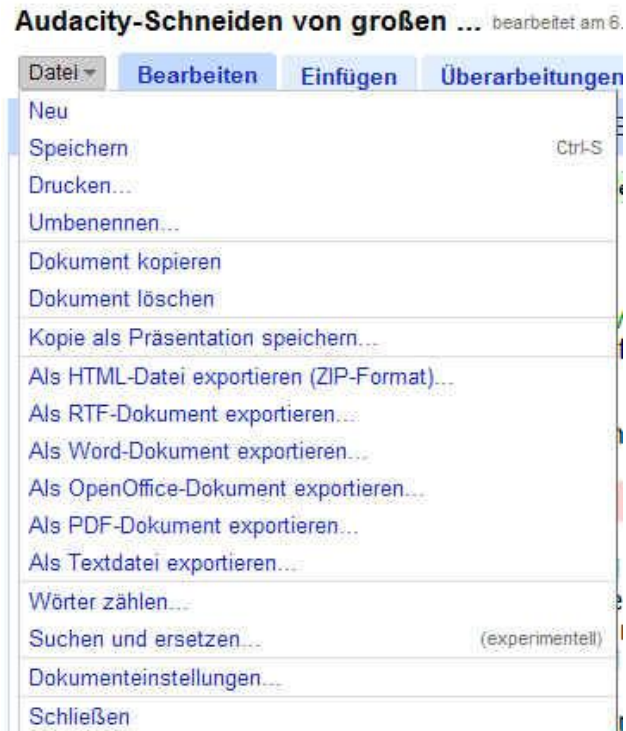 Audacity-Schneiden von großen ... bearbeitet am 6.
Datei Bearbeiten Einfügen Überarbeitungen
Neu
Speichern Ctrl-S
Drucken...
Umbenennen...
Dokument kopieren
Dokument löschen
Kopie als Präsentation speichern...
Als HTML-Datei exportieren (ZIP-Format)...
Als RTF-Dokument exportieren...
Als Word-Dokument exportieren...
Als OpenOffice-Dokument exportieren...
Als PDF-Dokument exportieren...
Als Textdatei exportieren...
Wörter zählen...
Suchen und ersetzen... (experimentell)
Dokumenteinstellungen...
Schließen